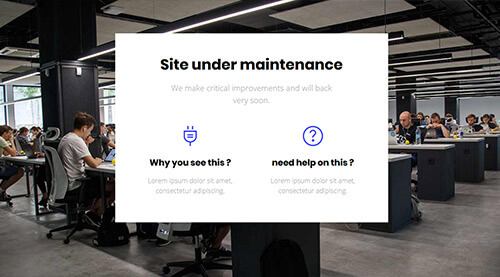 Site under maintenance
We make critical improvements and will back
very soon.
Why you see this ?
Lorem ipsum dolor sit amet,
consectetur adipiscing.
need help on this ?
Lorem ipsum dolor sit amet,
consectetur adipiscing.